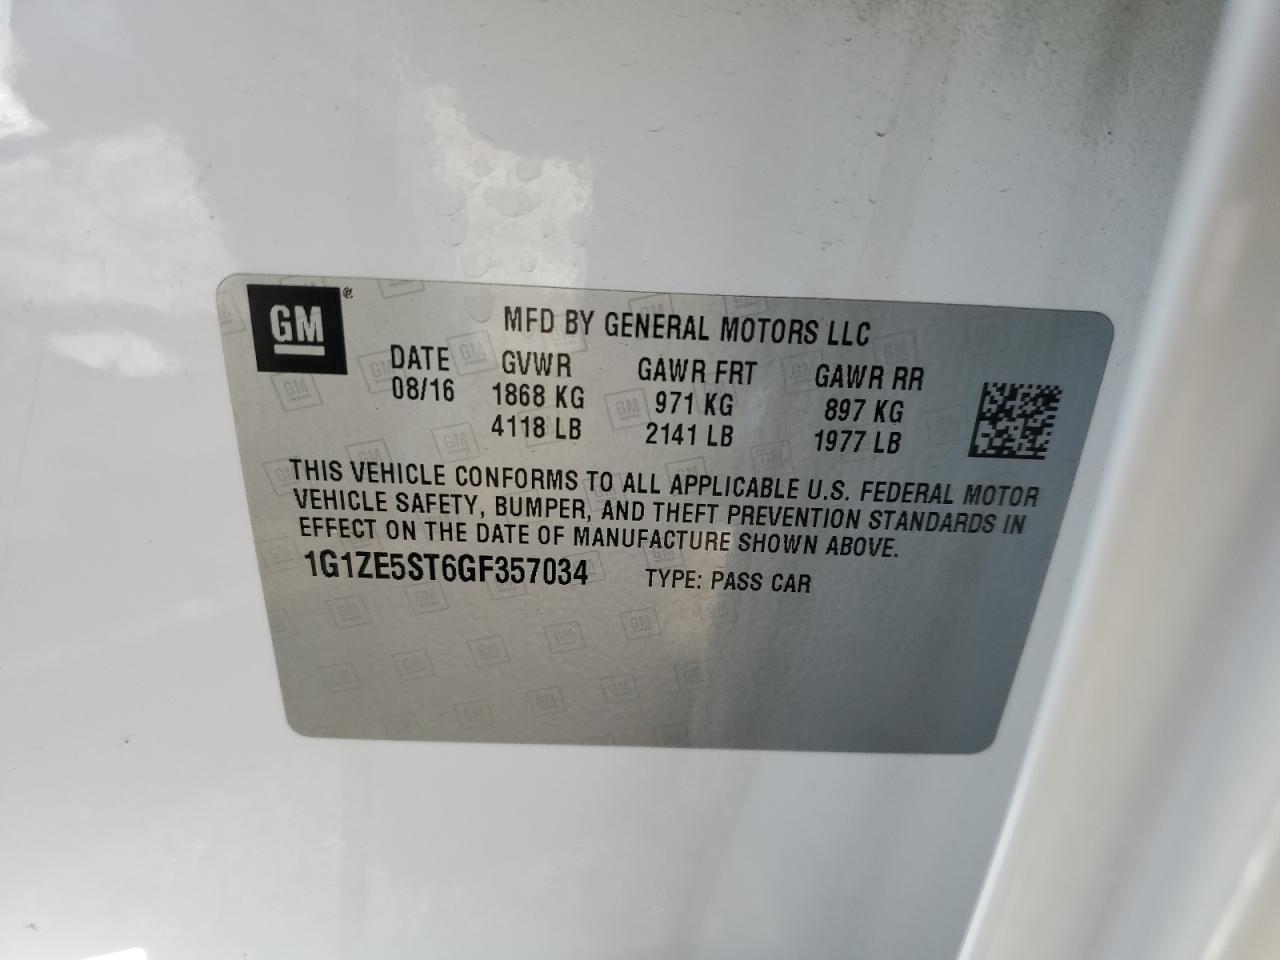 GM
MFD BY GENERAL MOTORS LLC
DATE GVWR GAWR FRT GAWR RR
08/16 1868 KG 971 KG 897 KG
4118 LB 2141 LB 1977 LB
THIS VEHICLE CONFORMS TO ALL APPLICABLE U.S. FEDERAL MOTOR
VEHICLE SAFETY, BUMPER, AND THEFT PREVENTION STANDARDS IN
EFFECT ON THE DATE OF MANUFACTURE SHOWN ABOVE.
1G1ZE5ST6GF357034 TYPE: PASS CAR